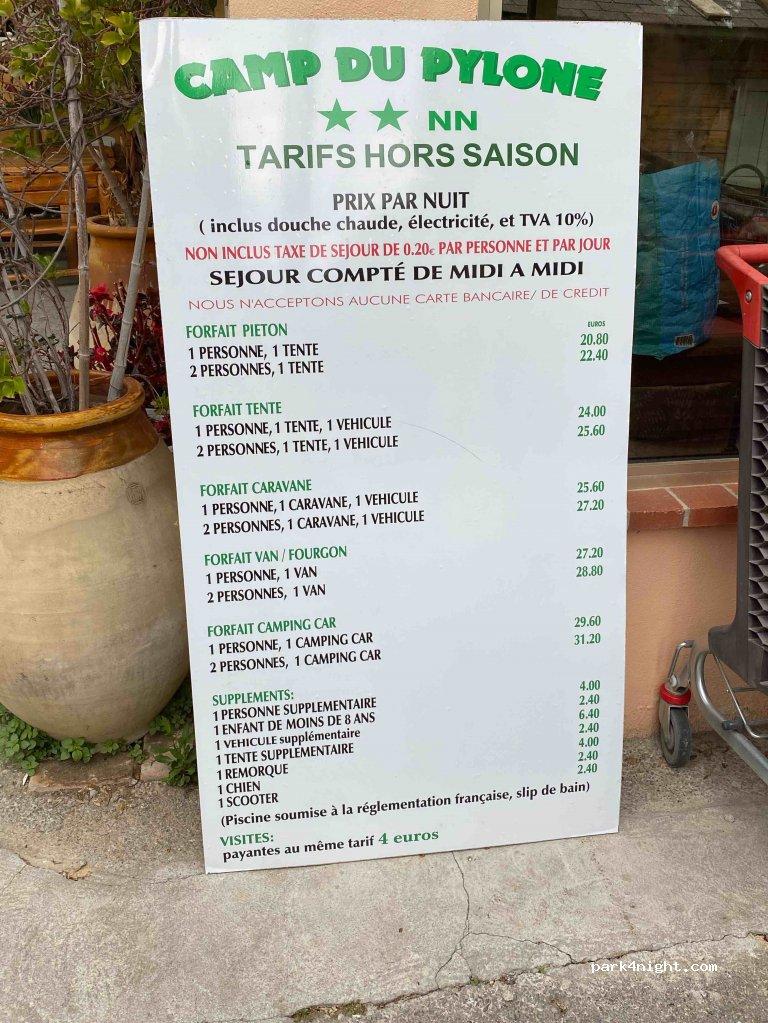 CAMP DU PYLONE
★ ★ NN
TARIFS HORS SAISON
PRIX PAR NUIT
( inclus douche chaude, électricité, et TVA 10%)
NON INCLUS TAXE DE SEJOUR DE 0.20€ PAR PERSONNE ET PAR JOUR
SEJOUR COMPTÉ DE MIDI A MIDI
NOUS N'ACCEPTONS AUCUNE CARTE BANCAIRE/ DE CREDIT
FORFAIT PIETON EUROS
1 PERSONNE, 1 TENTE 20.80
2 PERSONNES, 1 TENTE 22.40
FORFAIT TENTE
1 PERSONNE, 1 TENTE, 1 VEHICULE 24.00
2 PERSONNES, 1 TENTE, 1 VEHICULE 25.60
FORFAIT CARAVANE
1 PERSONNE, 1 CARAVANE, 1 VEHICULE 25.60
2 PERSONNES, 1 CARAVANE, 1 VEHICULE 27.20
FORFAIT VAN / FOURGON
1 PERSONNE, 1 VAN 27.20
2 PERSONNES, 1 VAN 28.80
FORFAIT CAMPING CAR
1 PERSONNE, 1 CAMPING CAR 29.60
2 PERSONNES, 1 CAMPING CAR 31.20
SUPPLEMENTS:
1 PERSONNE SUPPLEMENTAIRE 4.00
1 ENFANT DE MOINS DE 8 ANS 2.40
1 VEHICULE supplémentaire 6.40
1 TENTE SUPPLEMENTAIRE 2.40
1 REMORQUE 4.00
1 CHIEN 2.40
1 SCOOTER 2.40
(Piscine soumise à la réglementation française, slip de bain)
VISITES:
payantes au même tarif 4 euros
park4night.com